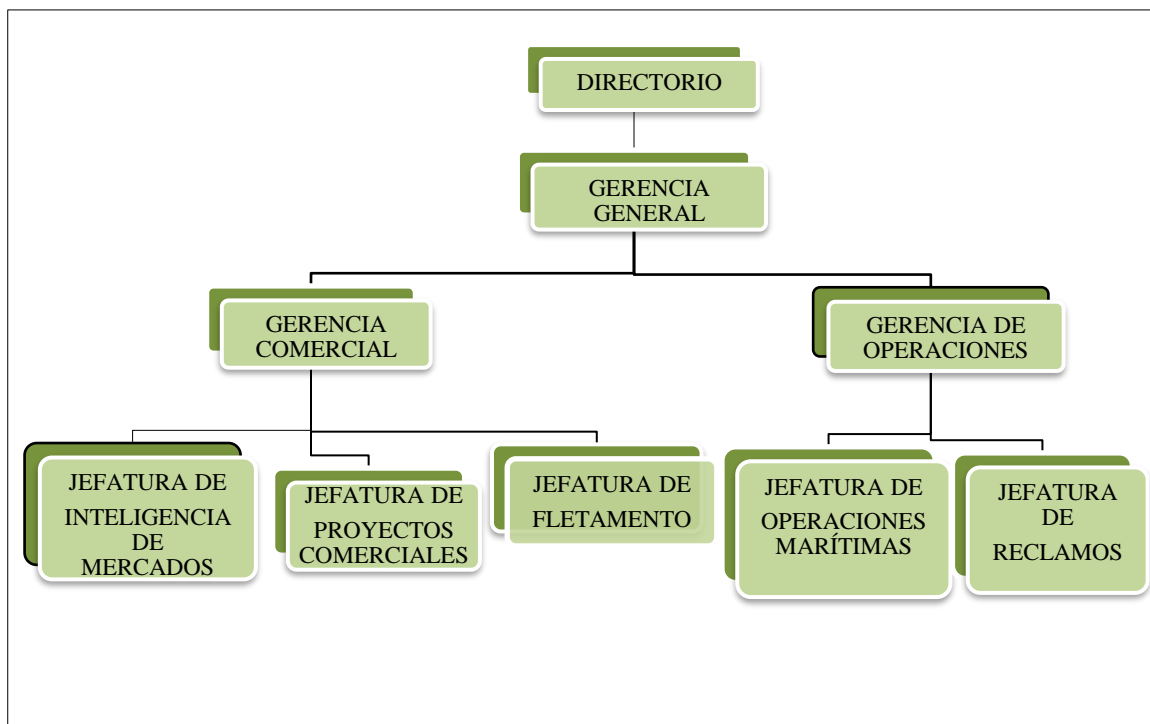 DIRECTORIO
GERENCIA
GENERAL
GERENCIA
COMERCIAL
GERENCIA DE
OPERACIONES
JEFATURA DE
INTELIGENCIA
DE
MERCADOS
JEFATURA DE
PROYECTOS
COMERCIALES
JEFATURA DE
FLETAMENTO
JEFATURA DE
OPERACIONES
MARÍTIMAS
JEFATURA
DE
RECLAMOS